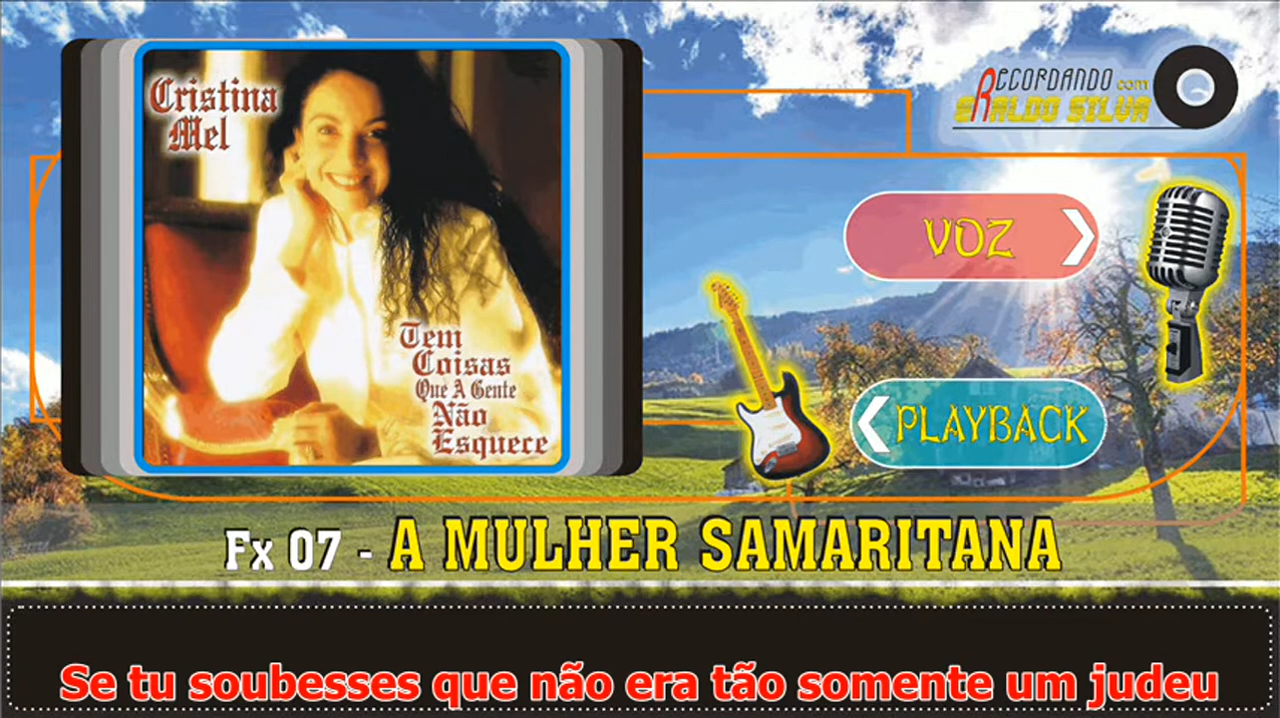 Cristina
Mel
Tem
Coisas
Que A Gente
Não
Esquece
RECORDANDO com
ERALDO SILVA
VOZ
PLAYBACK
Fx 07 - A MULHER SAMARITANA
Se tu soubesses que não era tão somente um judeu